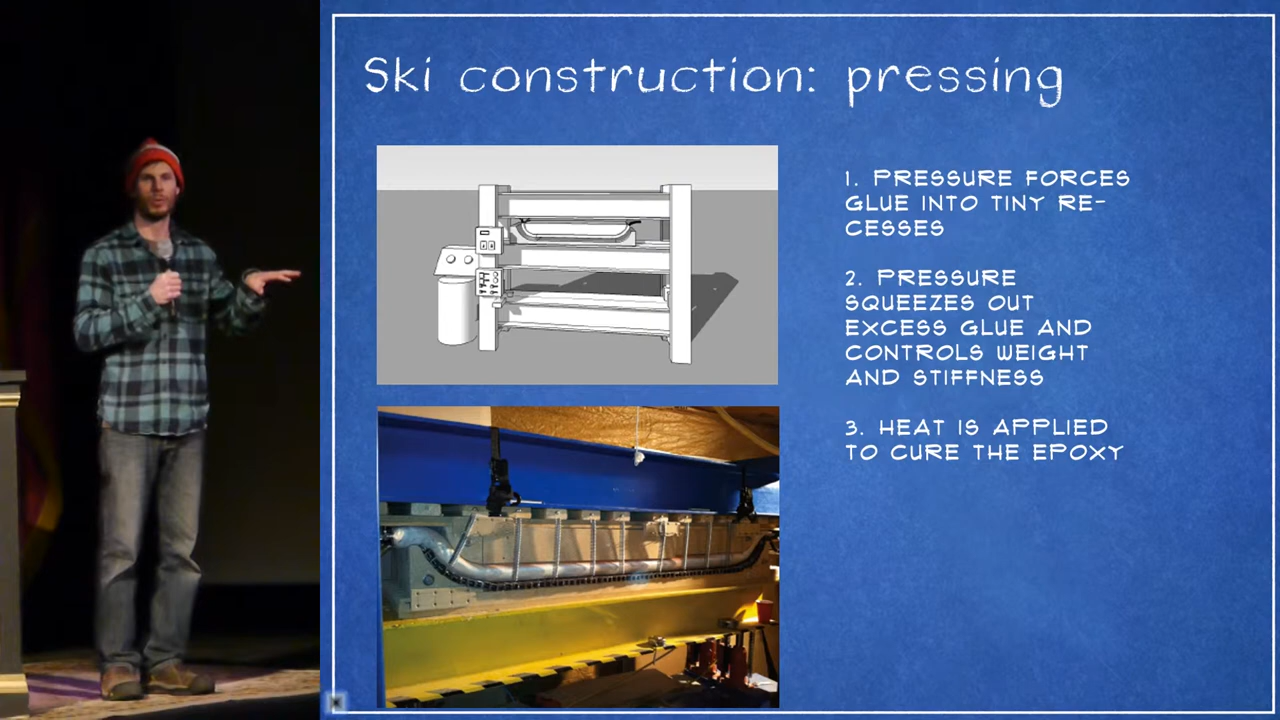 Ski construction: pressing
1. PRESSURE FORCES
GLUE INTO TINY RE-
CESSES
2. PRESSURE
SQUEEZES OUT
EXCESS GLUE AND
CONTROLS WEIGHT
AND STIFFNESS
3. HEAT IS APPLIED
TO CURE THE EPOXY